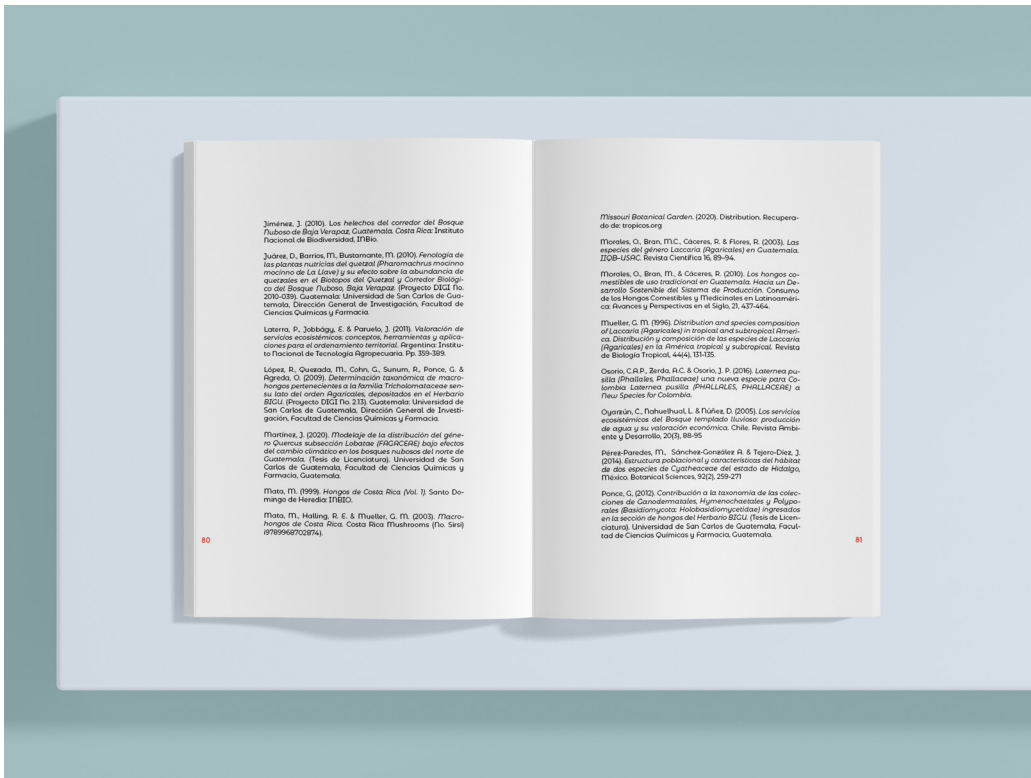 Jiménez, J. (2010). Los helechos del corredor del Bosque
Nuboso de Baja Verapaz, Guatemala. Costa Rica: Instituto
Nacional de Biodiversidad, INBio.
Juárez, D., Barrios, M., Bustamante, M. (2010). Fenología de
las plantas nutricias del quetzal (Pharomachrus mocinno
mocinno de La Llave) y su efecto sobre la abundancia de
quetzales en el Biotopos del Quetzal y Corredor Biológi-
co del Bosque Nuboso, Baja Verapaz. (Proyecto DIGI No.
2010-039). Guatemala: Universidad de San Carlos de Gua-
temala, Dirección General de Investigación, Facultad de
Ciencias Químicas y Farmacia.
Laterra, P., Jobbágy, E. & Paruelo, J. (2011). Valoración de
servicios ecosistémicos: conceptos, herramientas y aplica-
ciones para el ordenamiento territorial. Argentina: Institu-
to Nacional de Tecnología Agropecuaria. Pp. 359-389.
López, R., Quezada, M., Cohn, G., Sunum, R., Ponce, G. &
Agreda, O. (2009). Determinación taxonómica de macro-
hongos pertenecientes a la familia Tricholomataceae sen-
su lato del orden Agaricales, depositados en el Herbario
BIGU. (Proyecto DIGI No. 2.13). Guatemala: Universidad de
San Carlos de Guatemala, Dirección General de Investi-
gación, Facultad de Ciencias Químicas y Farmacia.
Martínez, J. (2020). Modelaje de la distribución del géne-
ro Quercus subsección Lobatae (FAGACEAE) bajo efectos
del cambio climático en los bosques nubosos del norte de
Guatemala. (Tesis de Licenciatura). Universidad de San
Carlos de Guatemala, Facultad de Ciencias Químicas y
Farmacia, Guatemala.
Mata, M. (1999). Hongos de Costa Rica (Vol. 1). Santo Do-
mingo de Heredia: INBIO.
Mata, M., Halling, R. E. & Mueller, G. M. (2003). Macro-
hongos de Costa Rica. Costa Rica Mushrooms (No. Sirsi)
i9789968702874).
80
Missouri Botanical Garden. (2020). Distribution. Recupera-
do de: tropicos.org
Morales, O., Bran, M.C., Cáceres, R. & Flores, R. (2003). Las
especies del género Laccaria (Agaricales) en Guatemala.
IIQB-USAC. Revista Científica 16, 89-94.
Morales, O., Bran, M., & Cáceres, R. (2010). Los hongos co-
mestibles de uso tradicional en Guatemala. Hacia un De-
sarrollo Sostenible del Sistema de Producción. Consumo
de los Hongos Comestibles y Medicinales en Latinoaméri-
ca: Avances y Perspectivas en el Siglo, 21, 437-464.
Mueller, G. M. (1996). Distribution and species composition
of Laccaria (Agaricales) in tropical and subtropical Ameri-
ca. Distribución y composición de las especies de Laccaria
(Agaricales) en la América tropical y subtropical. Revista
de Biología Tropical, 44(4), 131-135.
Osorio, C.A.P., Zerda, A.C. & Osorio, J. P. (2016). Laternea pu-
silla (Phallales, Phallaceae) una nueva especie para Co-
lombia Laternea pusilla (PHALLALES, PHALLACEAE) a
New Species for Colombia.
Oyarzún, C., Nahuelhual, L. & Núñez, D. (2005). Los servicios
ecosistémicos del Bosque templado lluvioso: producción
de agua y su valoración económica. Chile. Revista Ambi-
ente y Desarrollo, 20(3), 88-95
Pérez-Paredes, M., Sánchez-González A. & Tejero-Díez, J.
(2014). Estructura poblacional y características del hábitat
de dos especies de Cyatheaceae del estado de Hidalgo,
México. Botanical Sciences, 92(2), 259-271
Ponce, G, (2012). Contribución a la taxonomía de las colec-
ciones de Ganodermatales, Hymenochaetales y Polypo-
rales (Basidiomycota: Holobasidiomycetidae) ingresados
en la sección de hongos del Herbario BIGU. (Tesis de Licen-
ciatura). Universidad de San Carlos de Guatemala, Facul-
tad de Ciencias Químicas y Farmacia, Guatemala.
81